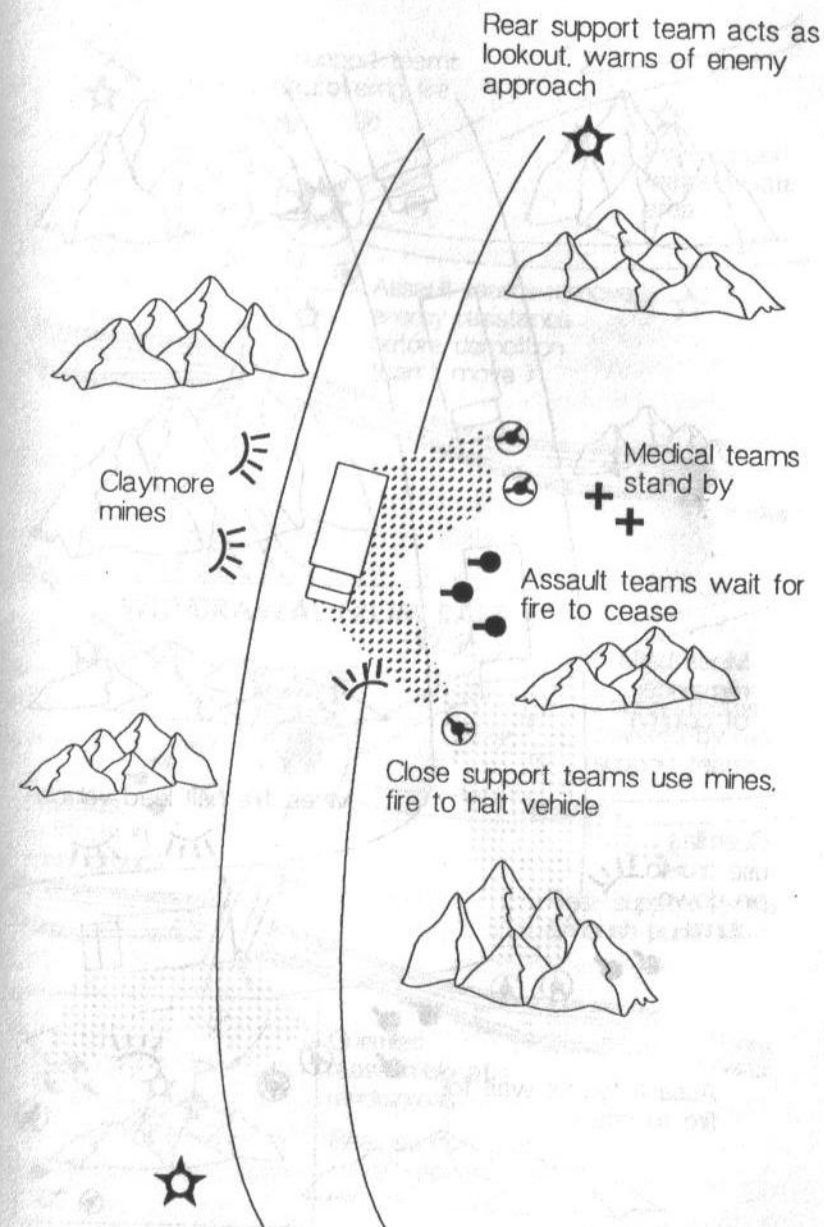 Rear support team acts as
lookout. warns of enemy
approach
Claymore
mines
Medical teams
stand by
Assault teams wait for
fire to cease
Close support teams use mines.
fire to halt vehicle